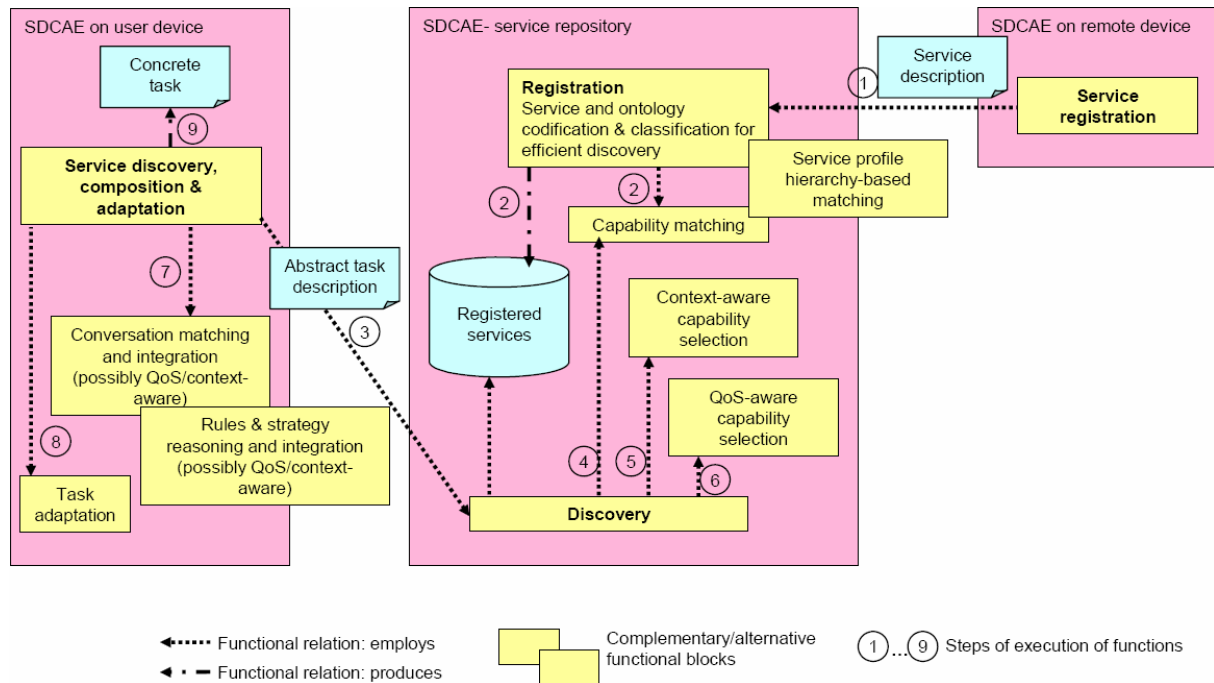 SDCAE on user device
Concrete
task
9
Service discovery,
composition &
adaptation
7
Abstract task
description
3
Conversation matching
and integration
(possibly QoS/context-
aware)
Rules & strategy
reasoning and integration
(possibly QoS/context-
aware)
8
Task
adaptation
SDCAE- service repository
Registration
Service and ontology
codification & classification for
efficient discovery
Service profile
hierarchy-based
matching
2
2
Capability matching
Registered
services
Context-aware
capability
selection
QoS-aware
capability
selection
4
5
6
Discovery
SDCAE on remote device
Service
description
1
Service
registration
Functional relation: employs
Functional relation: produces
Complementary/alternative
functional blocks
1 ... 9 Steps of execution of functions